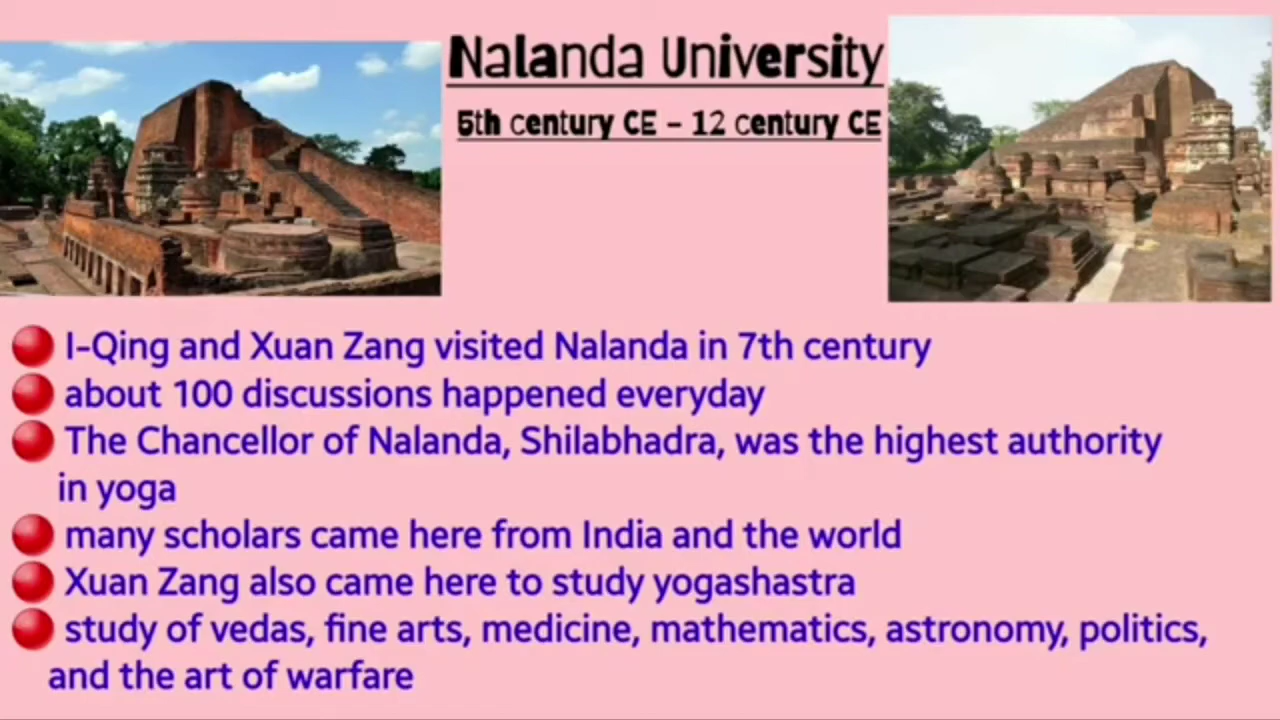 Nalanda University
5th century CE - 12 century CE
I-Qing and Xuan Zang visited Nalanda in 7th century
about 100 discussions happened everyday
The Chancellor of Nalanda, Shilabhadra, was the highest authority
in yoga
many scholars came here from India and the world
Xuan Zang also came here to study yogashastra
study of vedas, fine arts, medicine, mathematics, astronomy, politics,
and the art of warfare